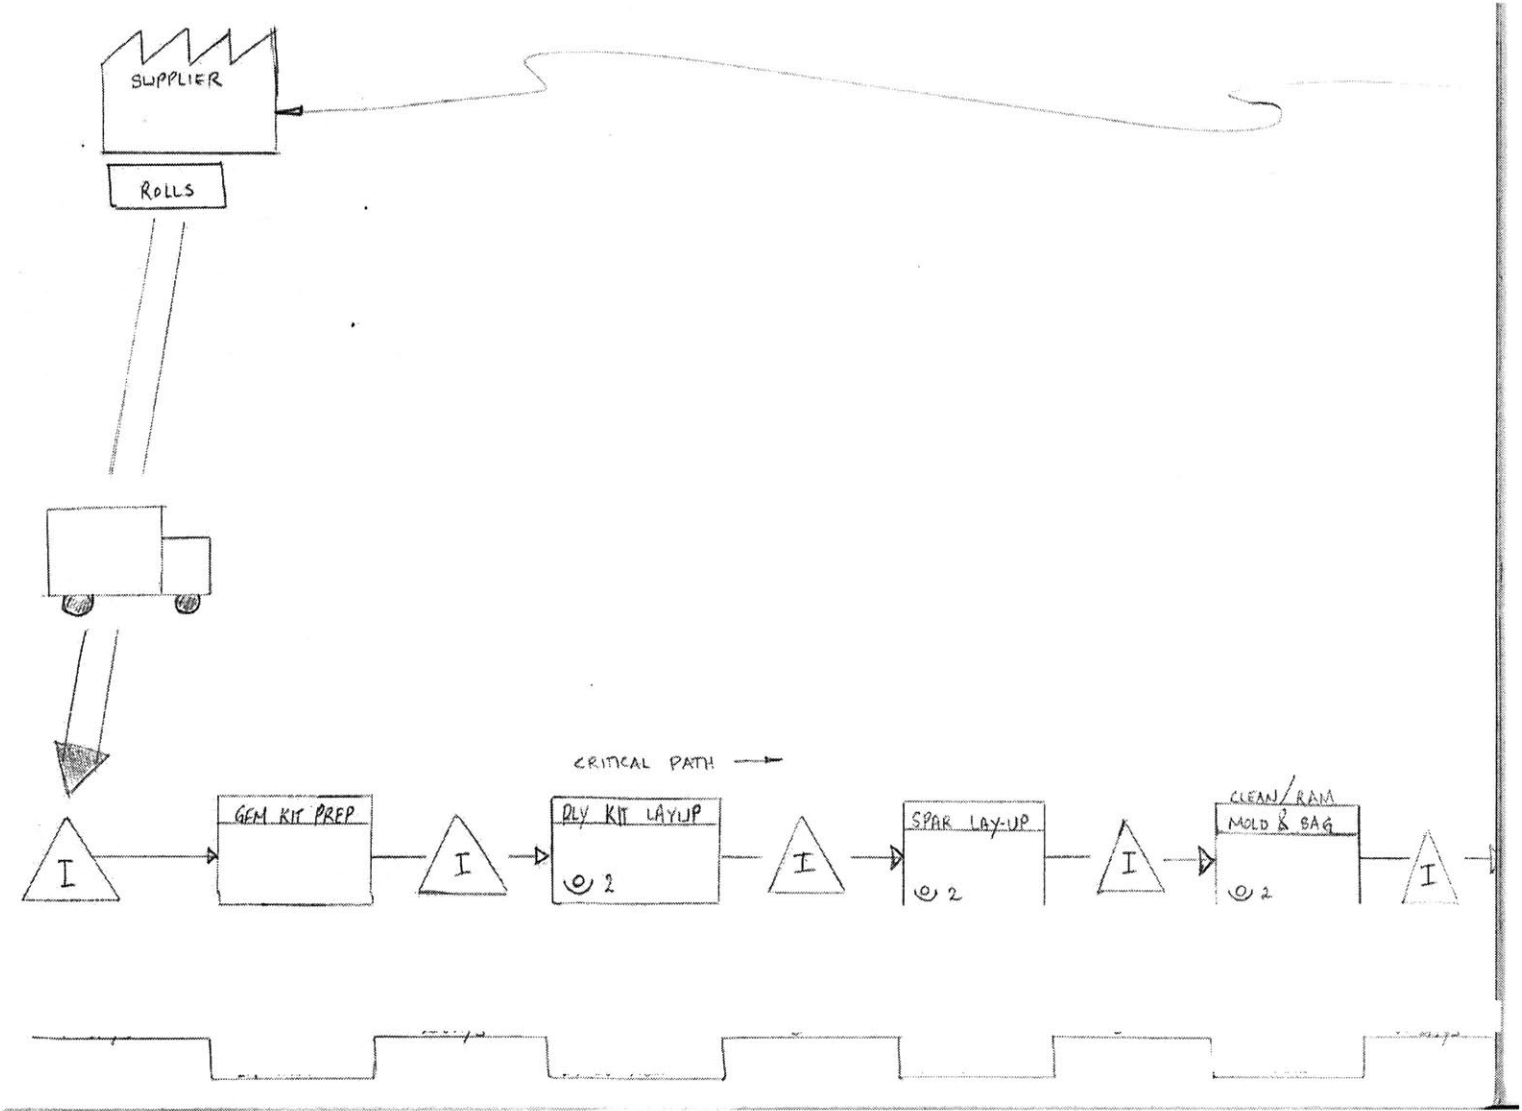 SUPPLIER
ROLLS
CRITICAL PATH
GEM KIT PREP
PLY KIT LAYUP
SPAR LAY-UP
CLEAN/RAM
MOLD & BAG
I
I
I
I
I
2
2
2